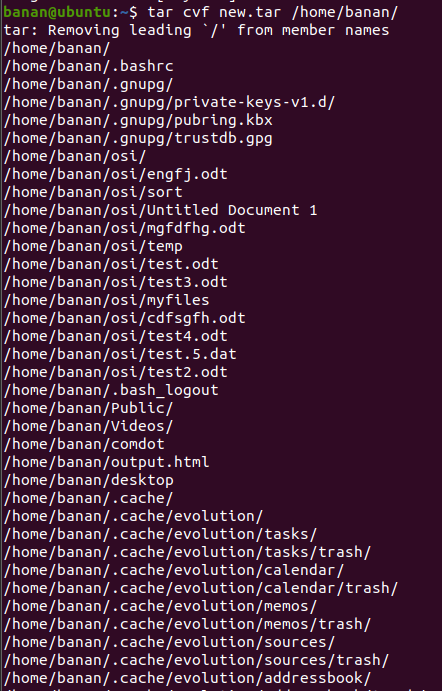 banan@ubuntu:~$ tar cvf new.tar /home/banan/
tar: Removing leading `/' from member names
/home/banan/
/home/banan/.bashrc
/home/banan/.gnupg/
/home/banan/.gnupg/private-keys-v1.d/
/home/banan/.gnupg/pubring.kbx
/home/banan/.gnupg/trustdb.gpg
/home/banan/osi/
/home/banan/osi/engfj.odt
/home/banan/osi/sort
/home/banan/osi/Untitled Document 1
/home/banan/osi/mgfdfhg.odt
/home/banan/osi/temp
/home/banan/osi/test.odt
/home/banan/osi/test3.odt
/home/banan/osi/myfiles
/home/banan/osi/cdfsgfh.odt
/home/banan/osi/test4.odt
/home/banan/osi/test.5.dat
/home/banan/osi/test2.odt
/home/banan/.bash_logout
/home/banan/Public/
/home/banan/Videos/
/home/banan/comdot
/home/banan/output.html
/home/banan/desktop
/home/banan/.cache/
/home/banan/.cache/evolution/
/home/banan/.cache/evolution/tasks/
/home/banan/.cache/evolution/tasks/trash/
/home/banan/.cache/evolution/calendar/
/home/banan/.cache/evolution/calendar/trash/
/home/banan/.cache/evolution/memos/
/home/banan/.cache/evolution/memos/trash/
/home/banan/.cache/evolution/sources/
/home/banan/.cache/evolution/sources/trash/
/home/banan/.cache/evolution/addressbook/